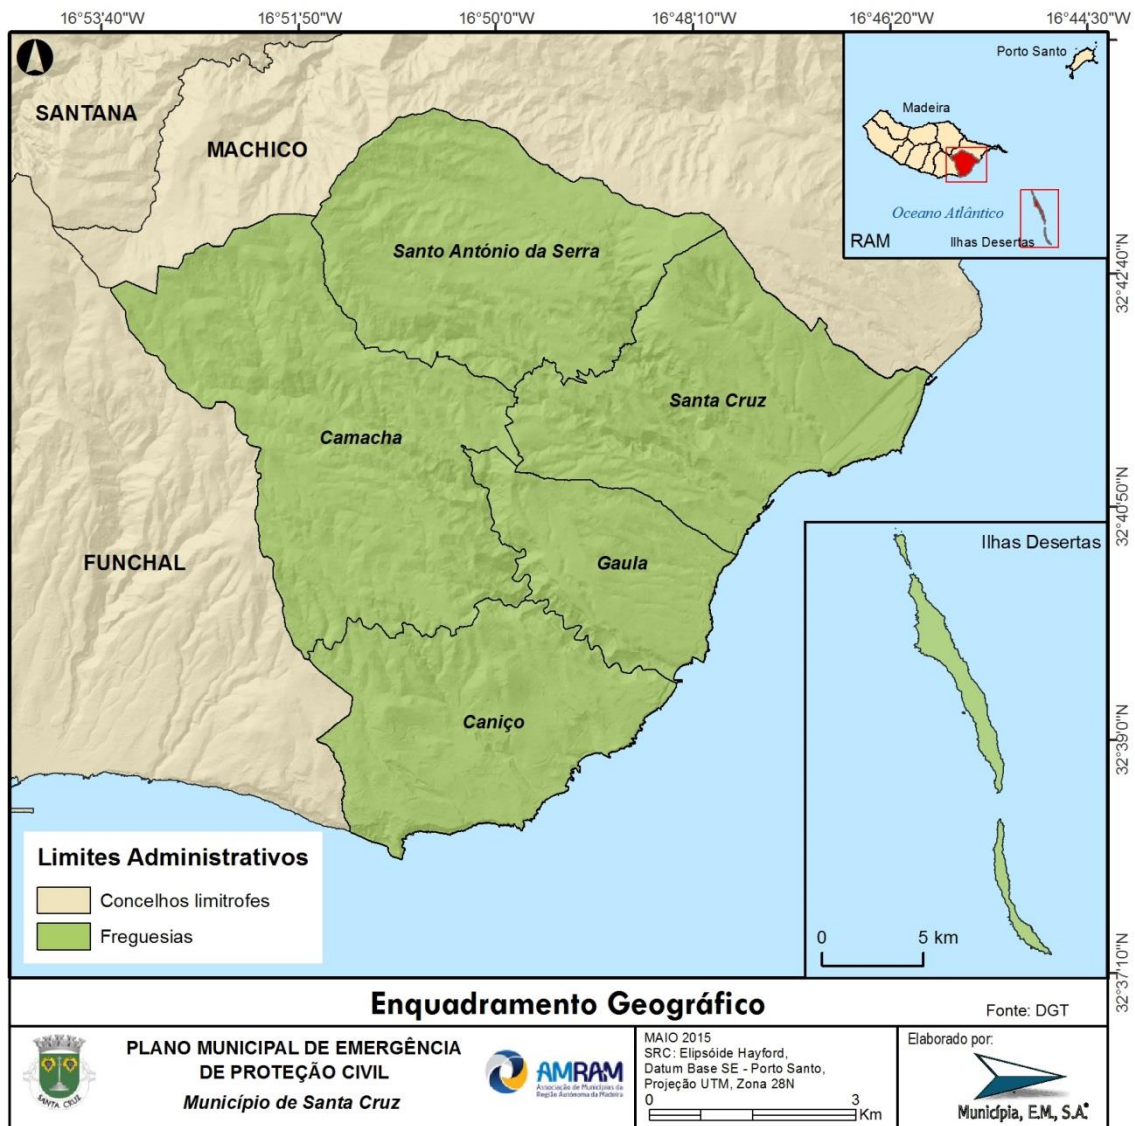 16°53'40"W
16°51'50"W
16°50'0"W
16°48'10"W
16°46'20"W
16°44'30"W
SANTANA
MACHICO
Porto Santo
Madeira
Oceano Atlântico
RAM
Ilhas Desertas
Santo António da Serra
32°42'40"N
Santa Cruz
Camacha
32°40'50"N
Ilhas Desertas
FUNCHAL
Gaula
Caniço
32°39'0"N
Limites Administrativos
Concelhos limitrofes
Freguesias
0 5 km
32°37'10"N
Enquadramento Geográfico
Fonte: DGT
SANTA CRUZ
PLANO MUNICIPAL DE EMERGÊNCIA
DE PROTEÇÃO CIVIL
Município de Santa Cruz
AMRAM
Associação de Municípios da
Região Autónoma da Madeira
MAIO 2015
SRC: Elipsóide Hayford,
Datum Base SE - Porto Santo,
Projeção UTM, Zona 28N
0 3
Km
Elaborado por:
Municípia, E.M., S.A.